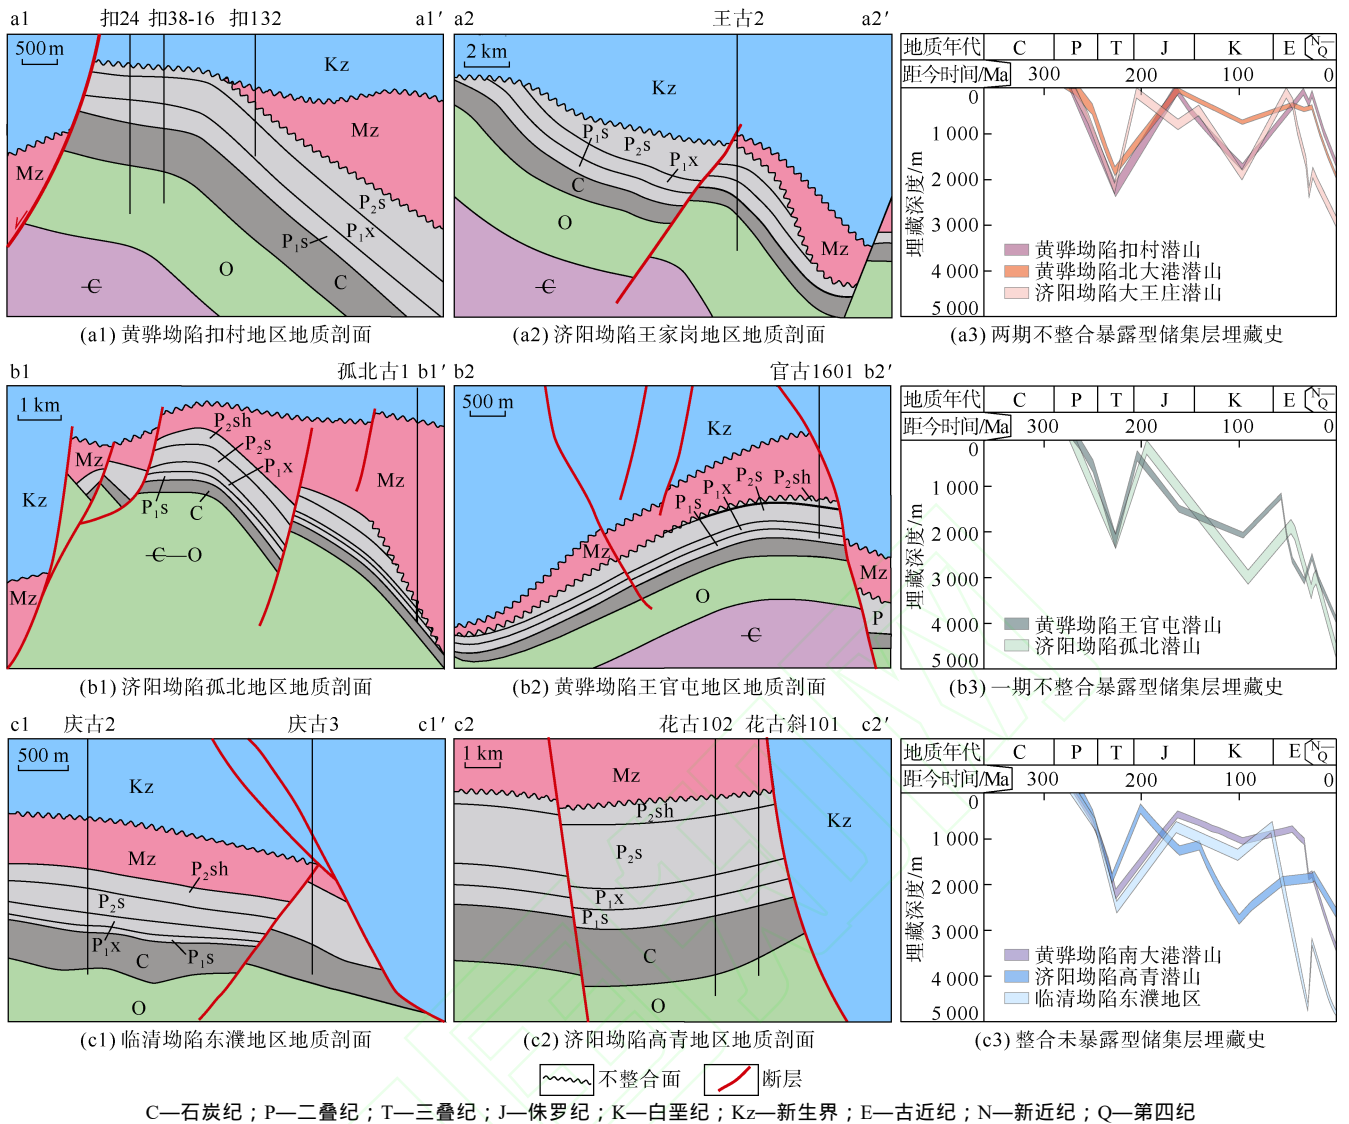 a1 扣24 扣38-16 扣132 a1′
500 m
Kz
Mz
Mz
P₂s
P₁x
P₁s
O
C
Ꞓ
(a1) 黄骅坳陷扣村地区地质剖面
a2 王古2 a2′
2 km
Kz
P₁s
P₂s
P₁x
C
O
Mz
Ꞓ
(a2) 济阳坳陷王家岗地区地质剖面
地质年代 C P T J K E N—Q
距今时间/Ma 300 200 100 0
埋藏深度/m
0
1 000
2 000
3 000
4 000
5 000
黄骅坳陷扣村潜山
黄骅坳陷北大港潜山
济阳坳陷大王庄潜山
(a3) 两期不整合暴露型储集层埋藏史
b1 孤北古1 b1′
1 km
P₂sh
P₂s
P₁x
Mz
Mz
Kz
P₁s
C
Ꞓ—O
Mz
(b1) 济阳坳陷孤北地区地质剖面
b2 官古1601 b2′
500 m
Kz
P₂s
P₂sh
P₁x
P₁s
Mz
Mz
O
P
Ꞓ
(b2) 黄骅坳陷王官屯地区地质剖面
地质年代 C P T J K E N—Q
距今时间/Ma 300 200 100 0
埋藏深度/m
0
1 000
2 000
3 000
4 000
5 000
黄骅坳陷王官屯潜山
济阳坳陷孤北潜山
(b3) 一期不整合暴露型储集层埋藏史
c1 庆古2 庆古3 c1′
500 m
Kz
Mz
P₂sh
P₂s
P₁x
P₁s
C
O
(c1) 临清坳陷东濮地区地质剖面
c2 花古102 花古斜101 c2′
1 km
Mz
P₂sh
Kz
P₂s
P₁x
P₁s
C
O
(c2) 济阳坳陷高青地区地质剖面
地质年代 C P T J K E N—Q
距今时间/Ma 300 200 100 0
埋藏深度/m
0
1 000
2 000
3 000
4 000
5 000
黄骅坳陷南大港潜山
济阳坳陷高青潜山
临清坳陷东濮地区
(c3) 整合未暴露型储集层埋藏史
不整合面 断层
C—石炭纪；P—二叠纪；T—三叠纪；J—侏罗纪；K—白垩纪；Kz—新生界；E—古近纪；N—新近纪；Q—第四纪